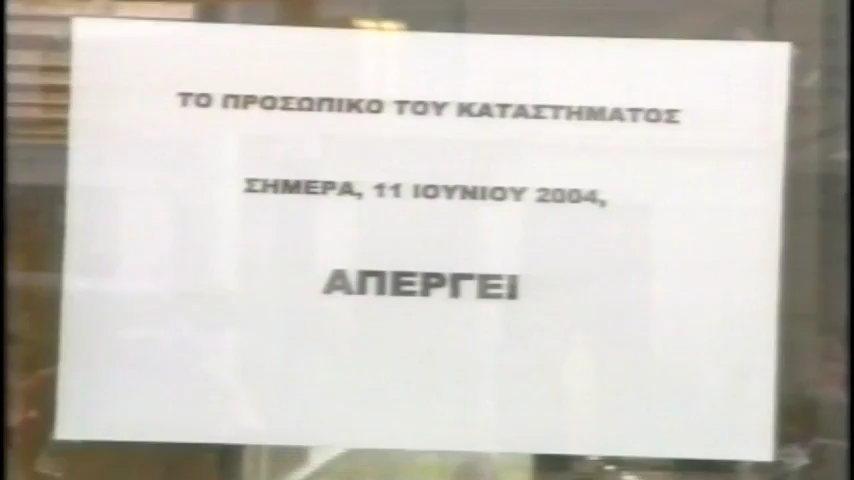 ΤΟ ΠΡΟΣΩΠΙΚΟ ΤΟΥ ΚΑΤΑΣΤΗΜΑΤΟΣ
ΣΗΜΕΡΑ, 11 ΙΟΥΝΙΟΥ 2004,
ΑΠΕΡΓΕΙ